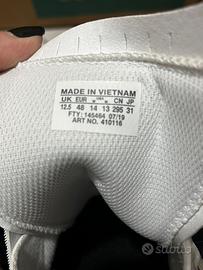 MADE IN VIETNAM
UK EUR USA CN JP
12.5 48 14 13 295 31
FTY: 145464 07/19
ART NO. 410116
Subito